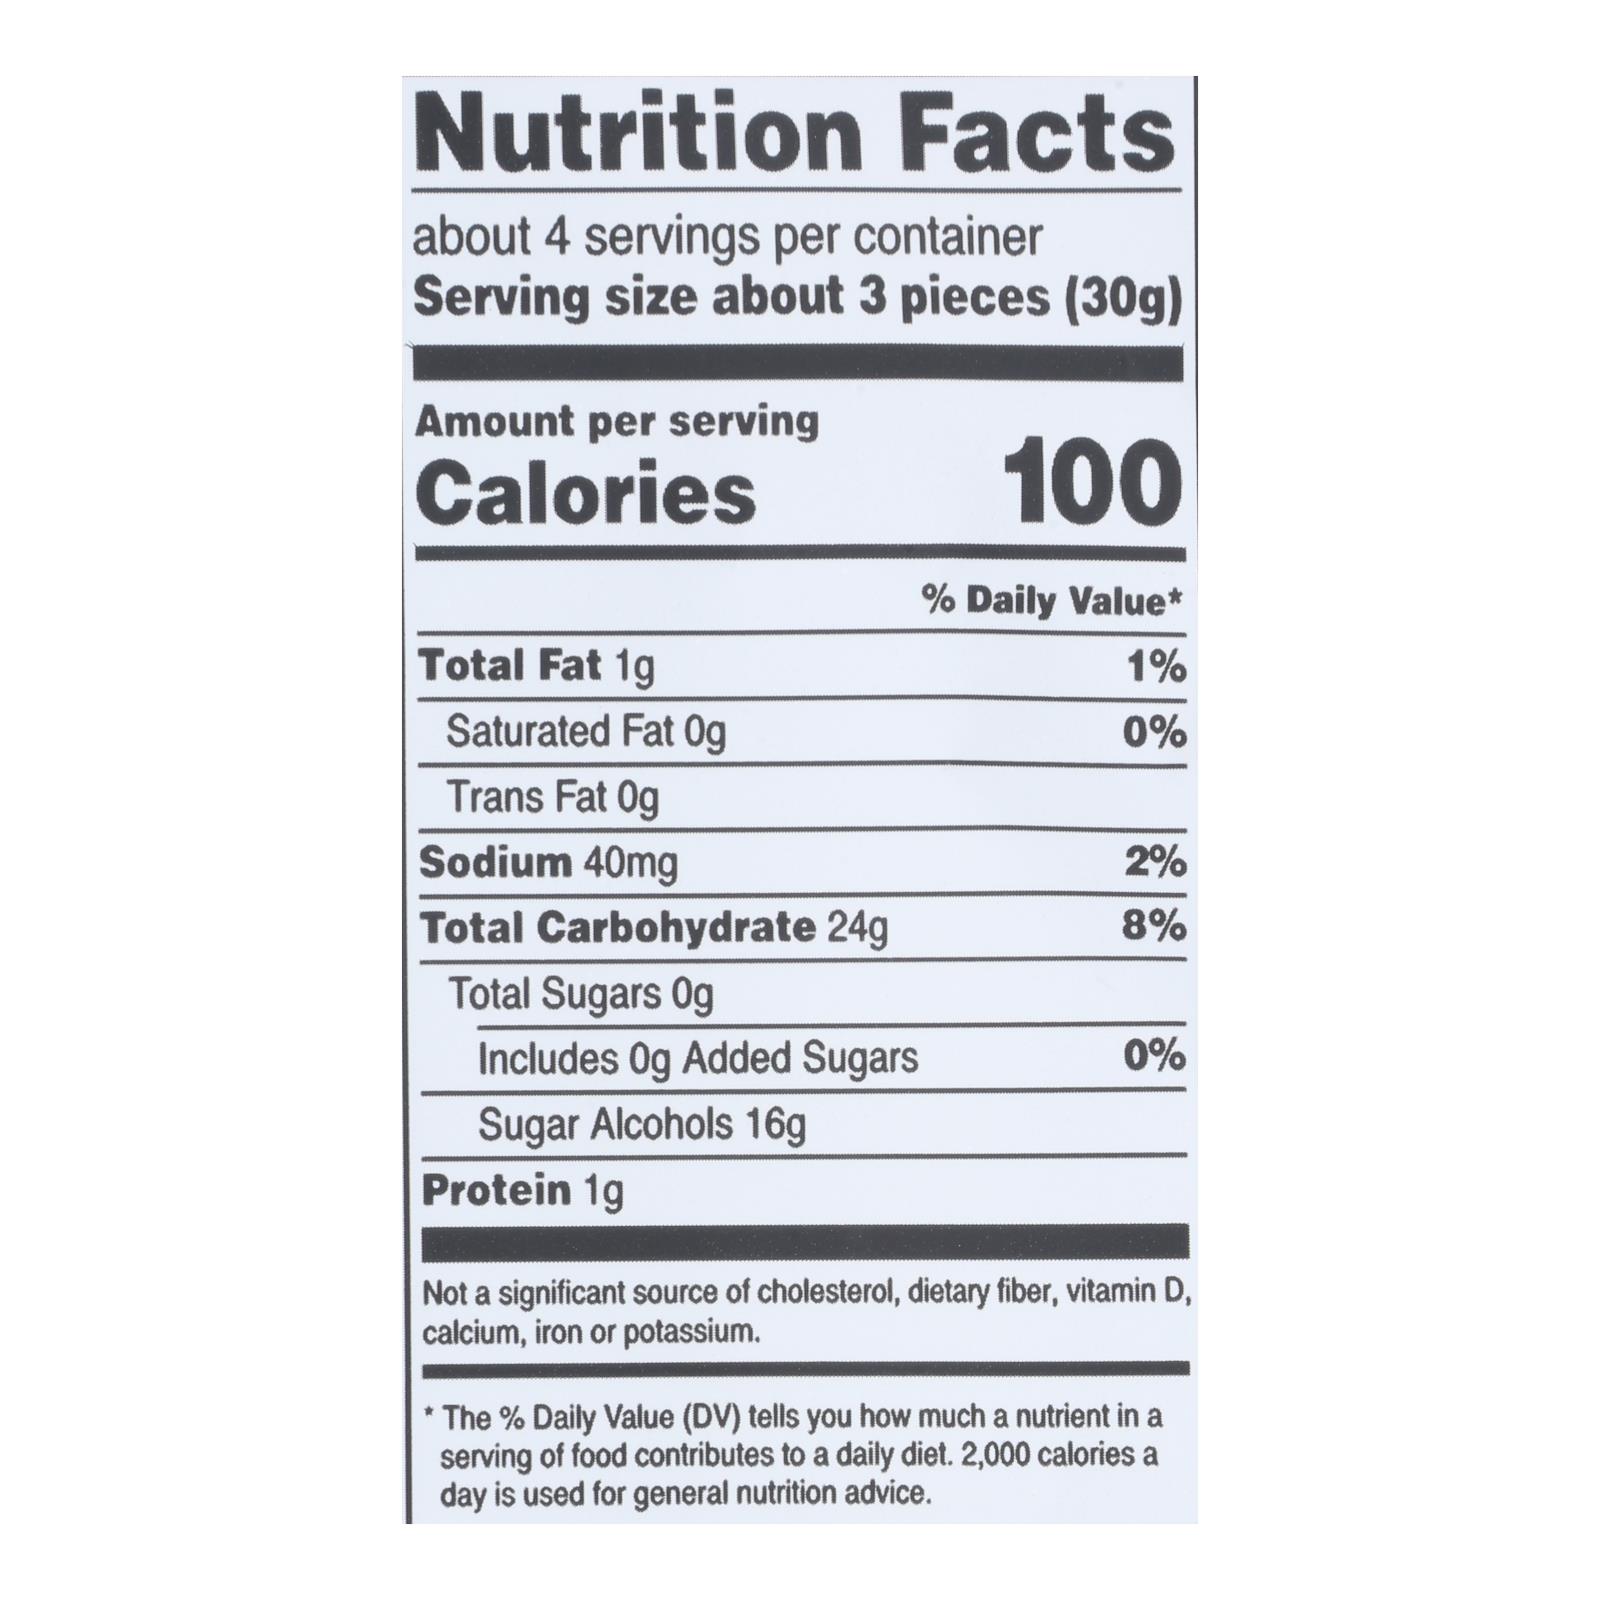 Nutrition Facts
about 4 servings per container
Serving size about 3 pieces (30g)
Amount per serving
Calories 100
% Daily Value*
Total Fat 1g 1%
Saturated Fat 0g 0%
Trans Fat 0g
Sodium 40mg 2%
Total Carbohydrate 24g 8%
Total Sugars 0g
Includes 0g Added Sugars 0%
Sugar Alcohols 16g
Protein 1g
Not a significant source of cholesterol, dietary fiber, vitamin D,
calcium, iron or potassium.
* The % Daily Value (DV) tells you how much a nutrient in a
serving of food contributes to a daily diet. 2,000 calories a
day is used for general nutrition advice.